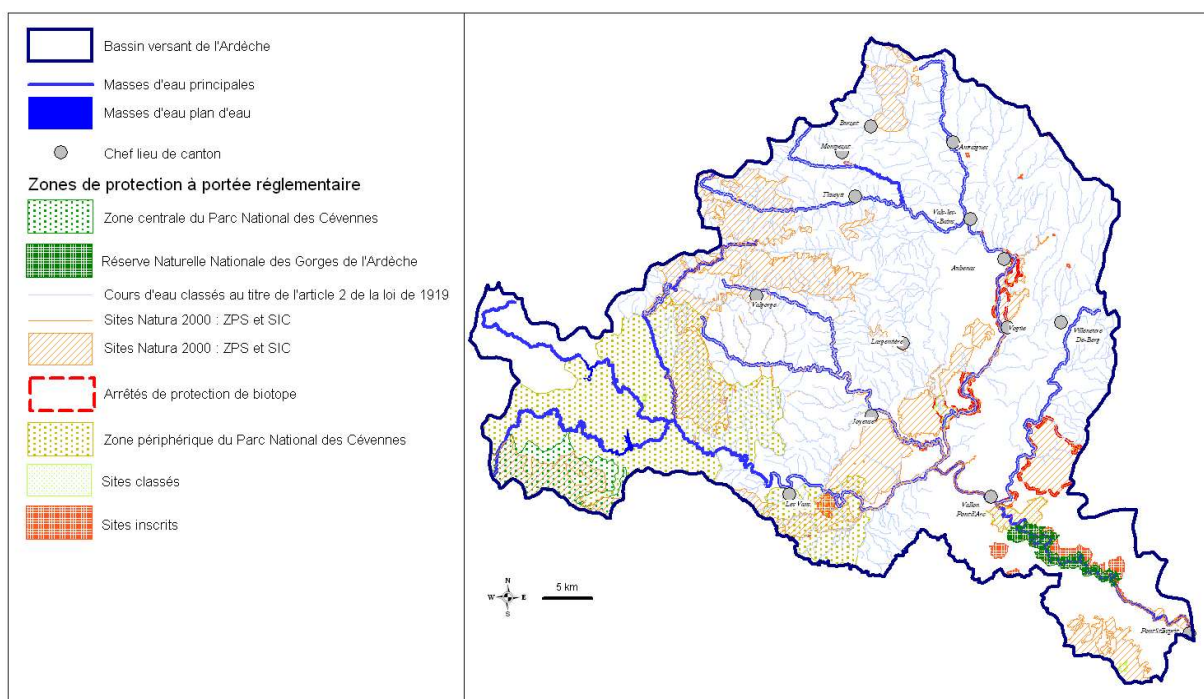 Bassin versant de l'Ardèche
Masses d'eau principales
Masses d'eau plan d'eau
Chef lieu de canton
Zones de protection à portée réglementaire
Zone centrale du Parc National des Cévennes
Réserve Naturelle Nationale des Gorges de l'Ardèche
Cours d'eau classés au titre de l'article 2 de la loi de 1919
Sites Natura 2000 : ZPS et SIC
Sites Natura 2000 : ZPS et SIC
Arrêtés de protection de biotope
Zone périphérique du Parc National des Cévennes
Sites classés
Sites inscrits
Burzet
Montpezat
Antraigues
Thueyts
Vals-les-
Bains
Aubenas
Valgorge
Vogüe
Villeneuve
De-Berg
Largentière
Joyeuse
Les Vans
Vallon
Pont d'Arc
N
W
E
S
5 km